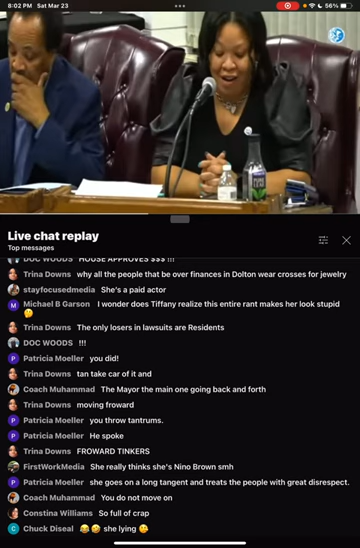 8:02 PM Sat Mar 23
56%
PURE LEAF
Live chat replay
Top messages
DOC WOODS HOUSE APPROVES $$$ !!!
Trina Downs why all the people that be over finances in Dolton wear crosses for jewelry
stayfocusedmedia She's a paid actor
M Michael B Garson I wonder does Tiffany realize this entire rant makes her look stupid
🤔
Trina Downs The only losers in lawsuits are Residents
DOC WOODS !!!
P Patricia Moeller you did!
Trina Downs tan take car of it and
Coach Muhammad The Mayor the main one going back and forth
Trina Downs moving froward
P Patricia Moeller you throw tantrums.
P Patricia Moeller He spoke
Trina Downs FROWARD TINKERS
FirstWorkMedia She really thinks she's Nino Brown smh
P Patricia Moeller she goes on a long tangent and treats the people with great disrespect.
Coach Muhammad You do not move on
Constina Williams So full of crap
C Chuck Diseal 😂🤣 she lying 🤥